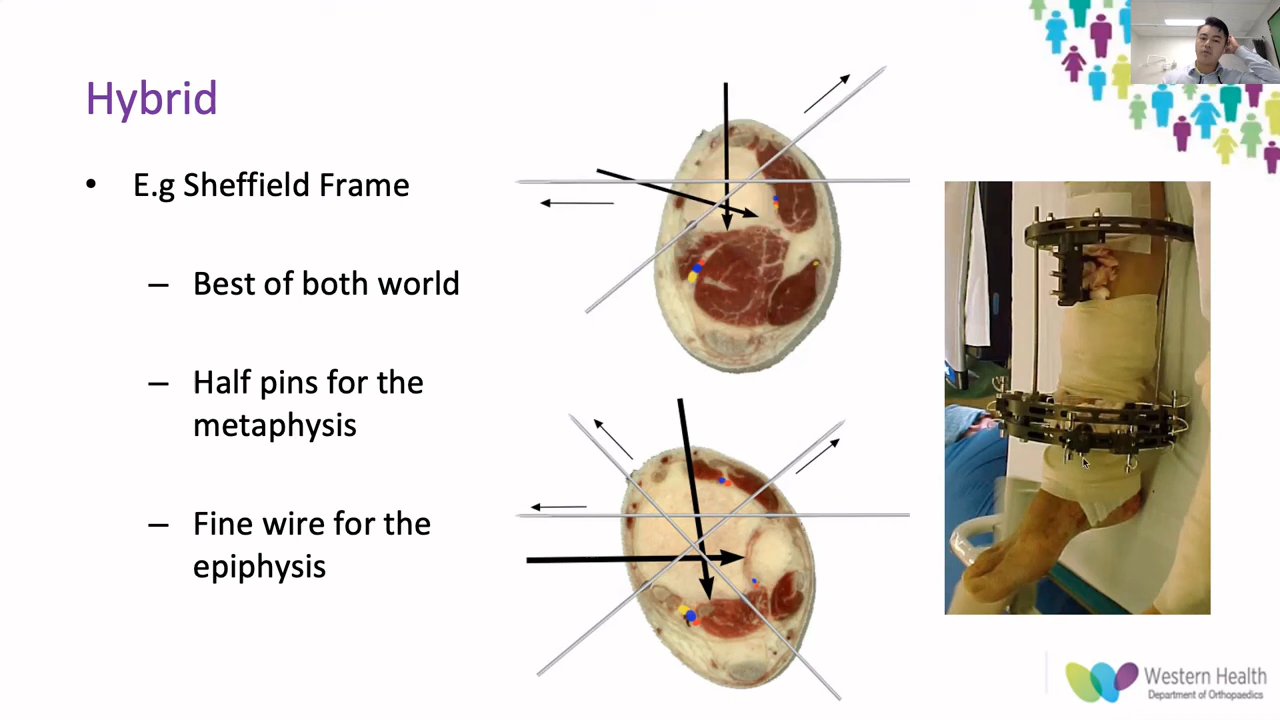 Hybrid
• E.g Sheffield Frame
– Best of both world
– Half pins for the
metaphysis
– Fine wire for the
epiphysis
Western Health
Department of Orthopaedics